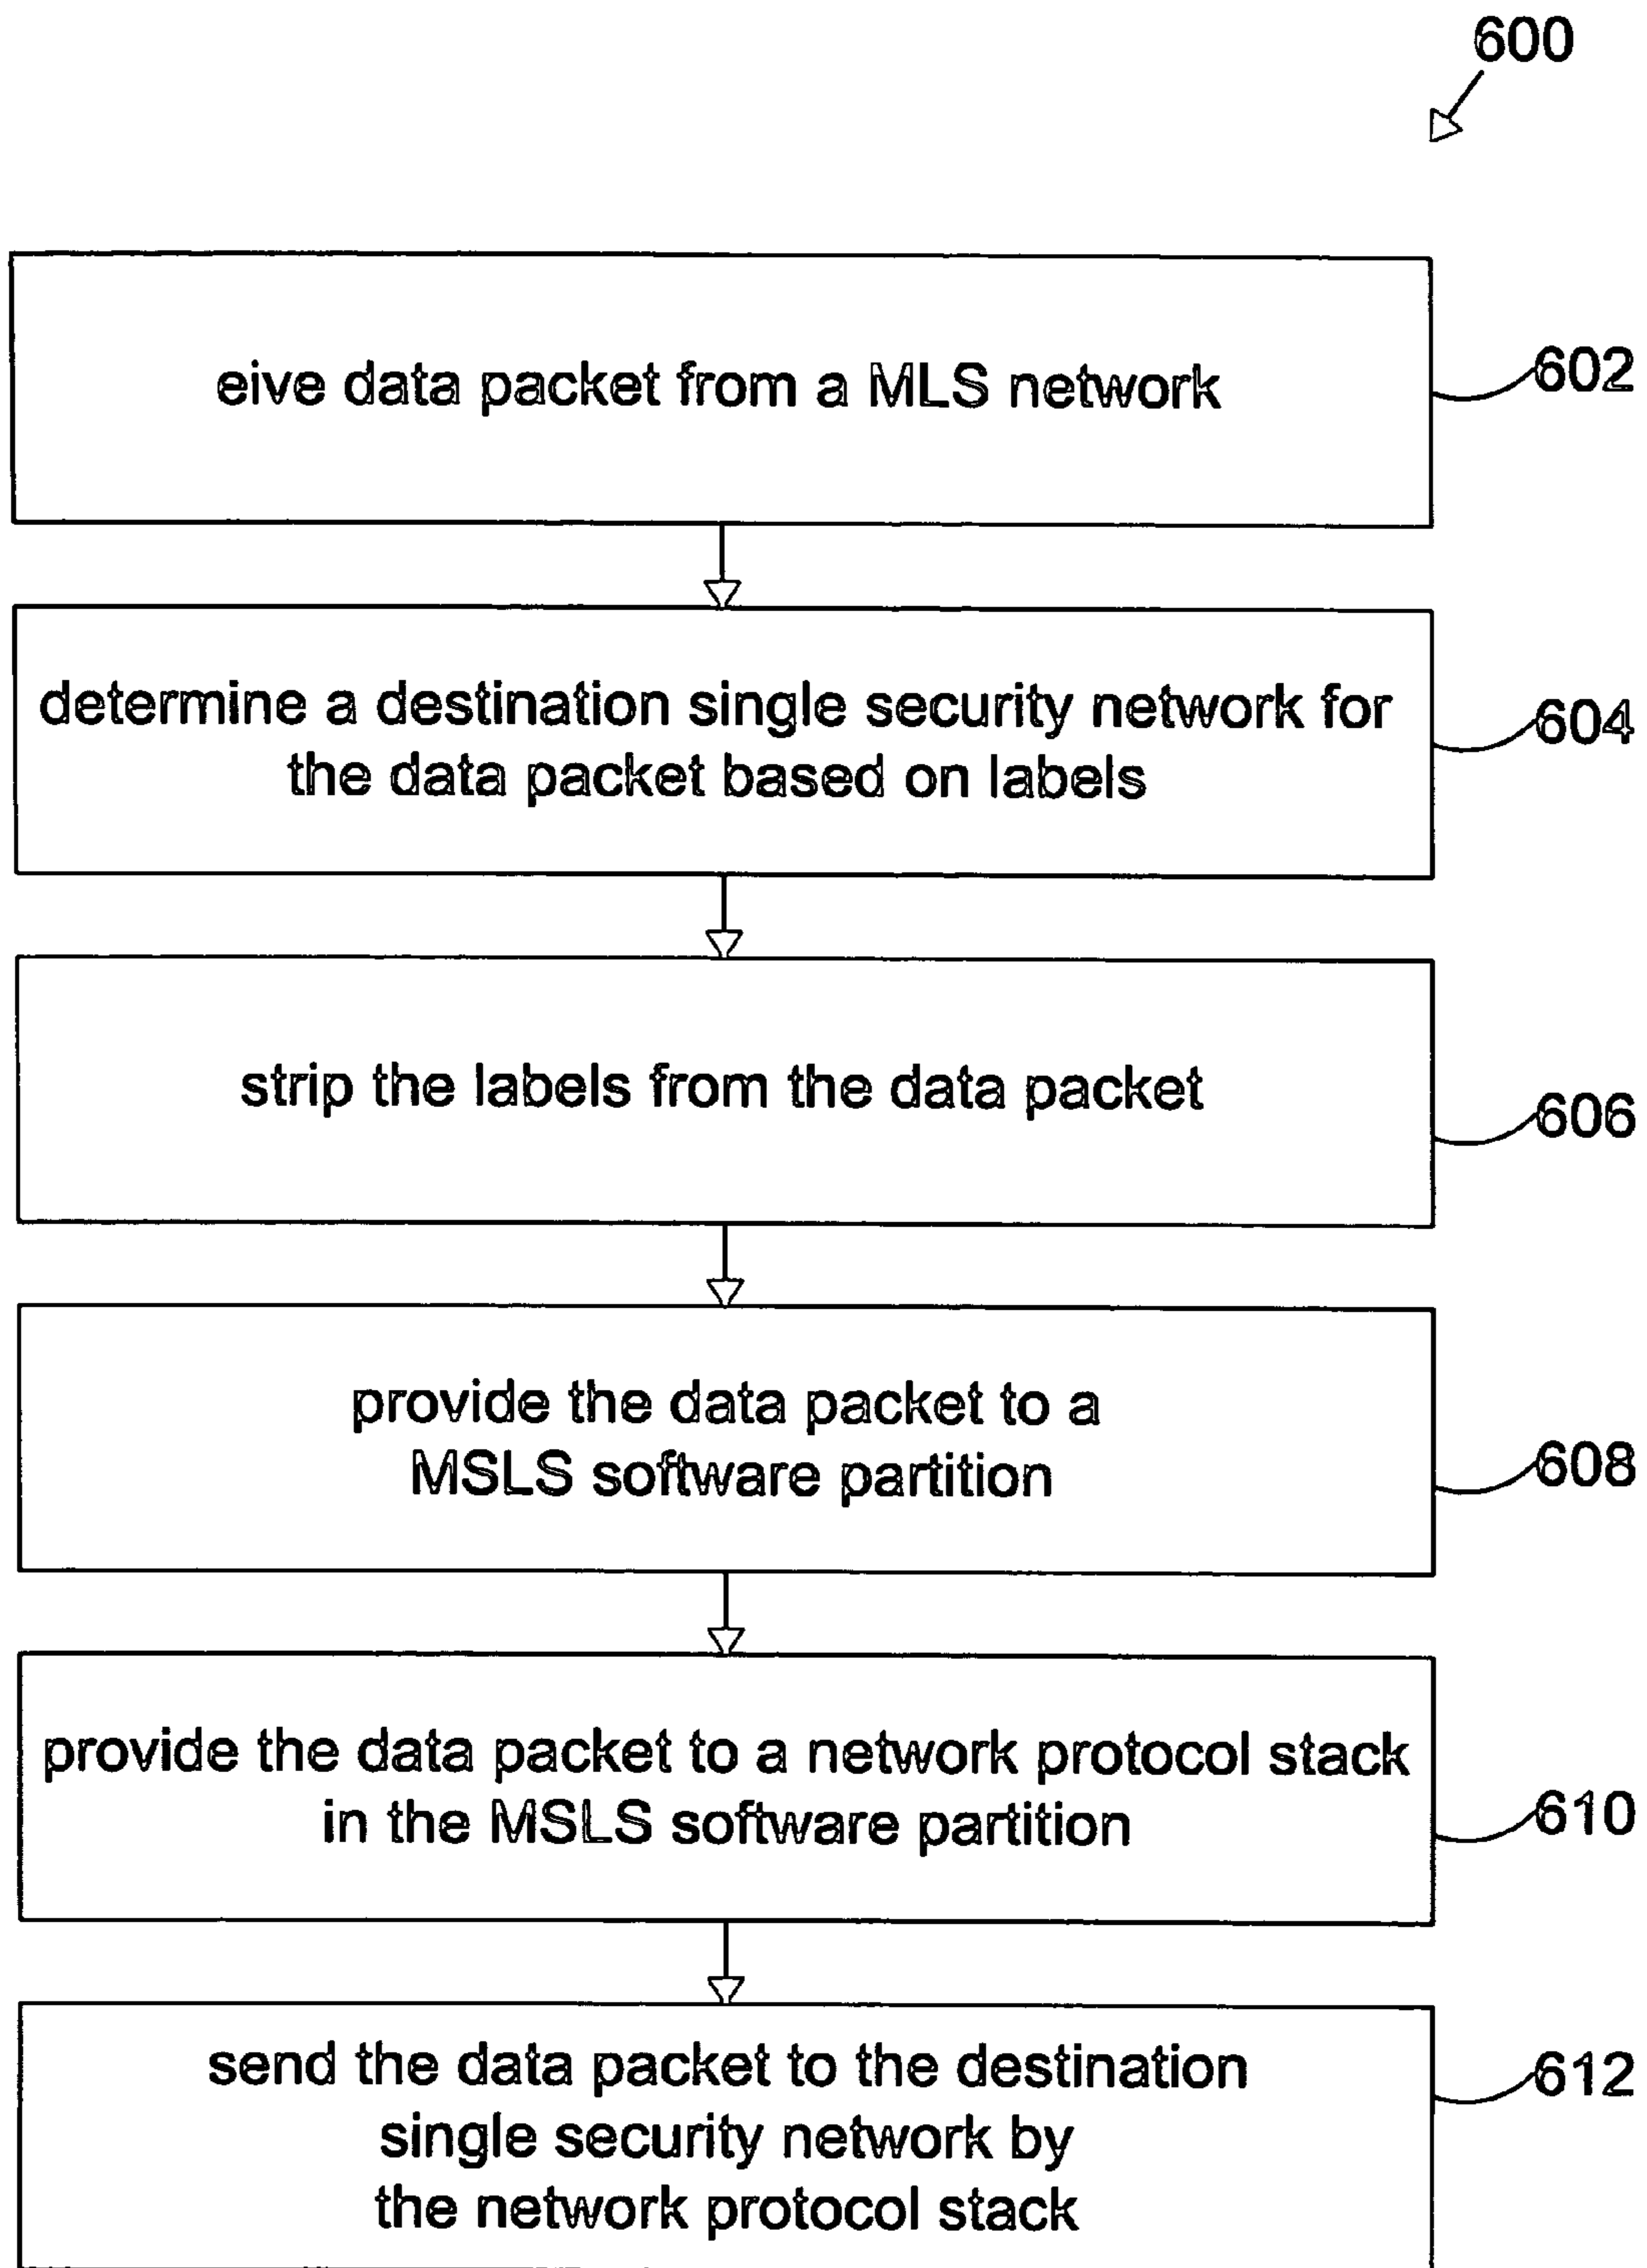 600
eive data packet from a MLS network
602
determine a destination single security network for
the data packet based on labels
604
strip the labels from the data packet
606
provide the data packet to a
MSLS software partition
608
provide the data packet to a network protocol stack
in the MSLS software partition
610
send the data packet to the destination
single security network by
the network protocol stack
612